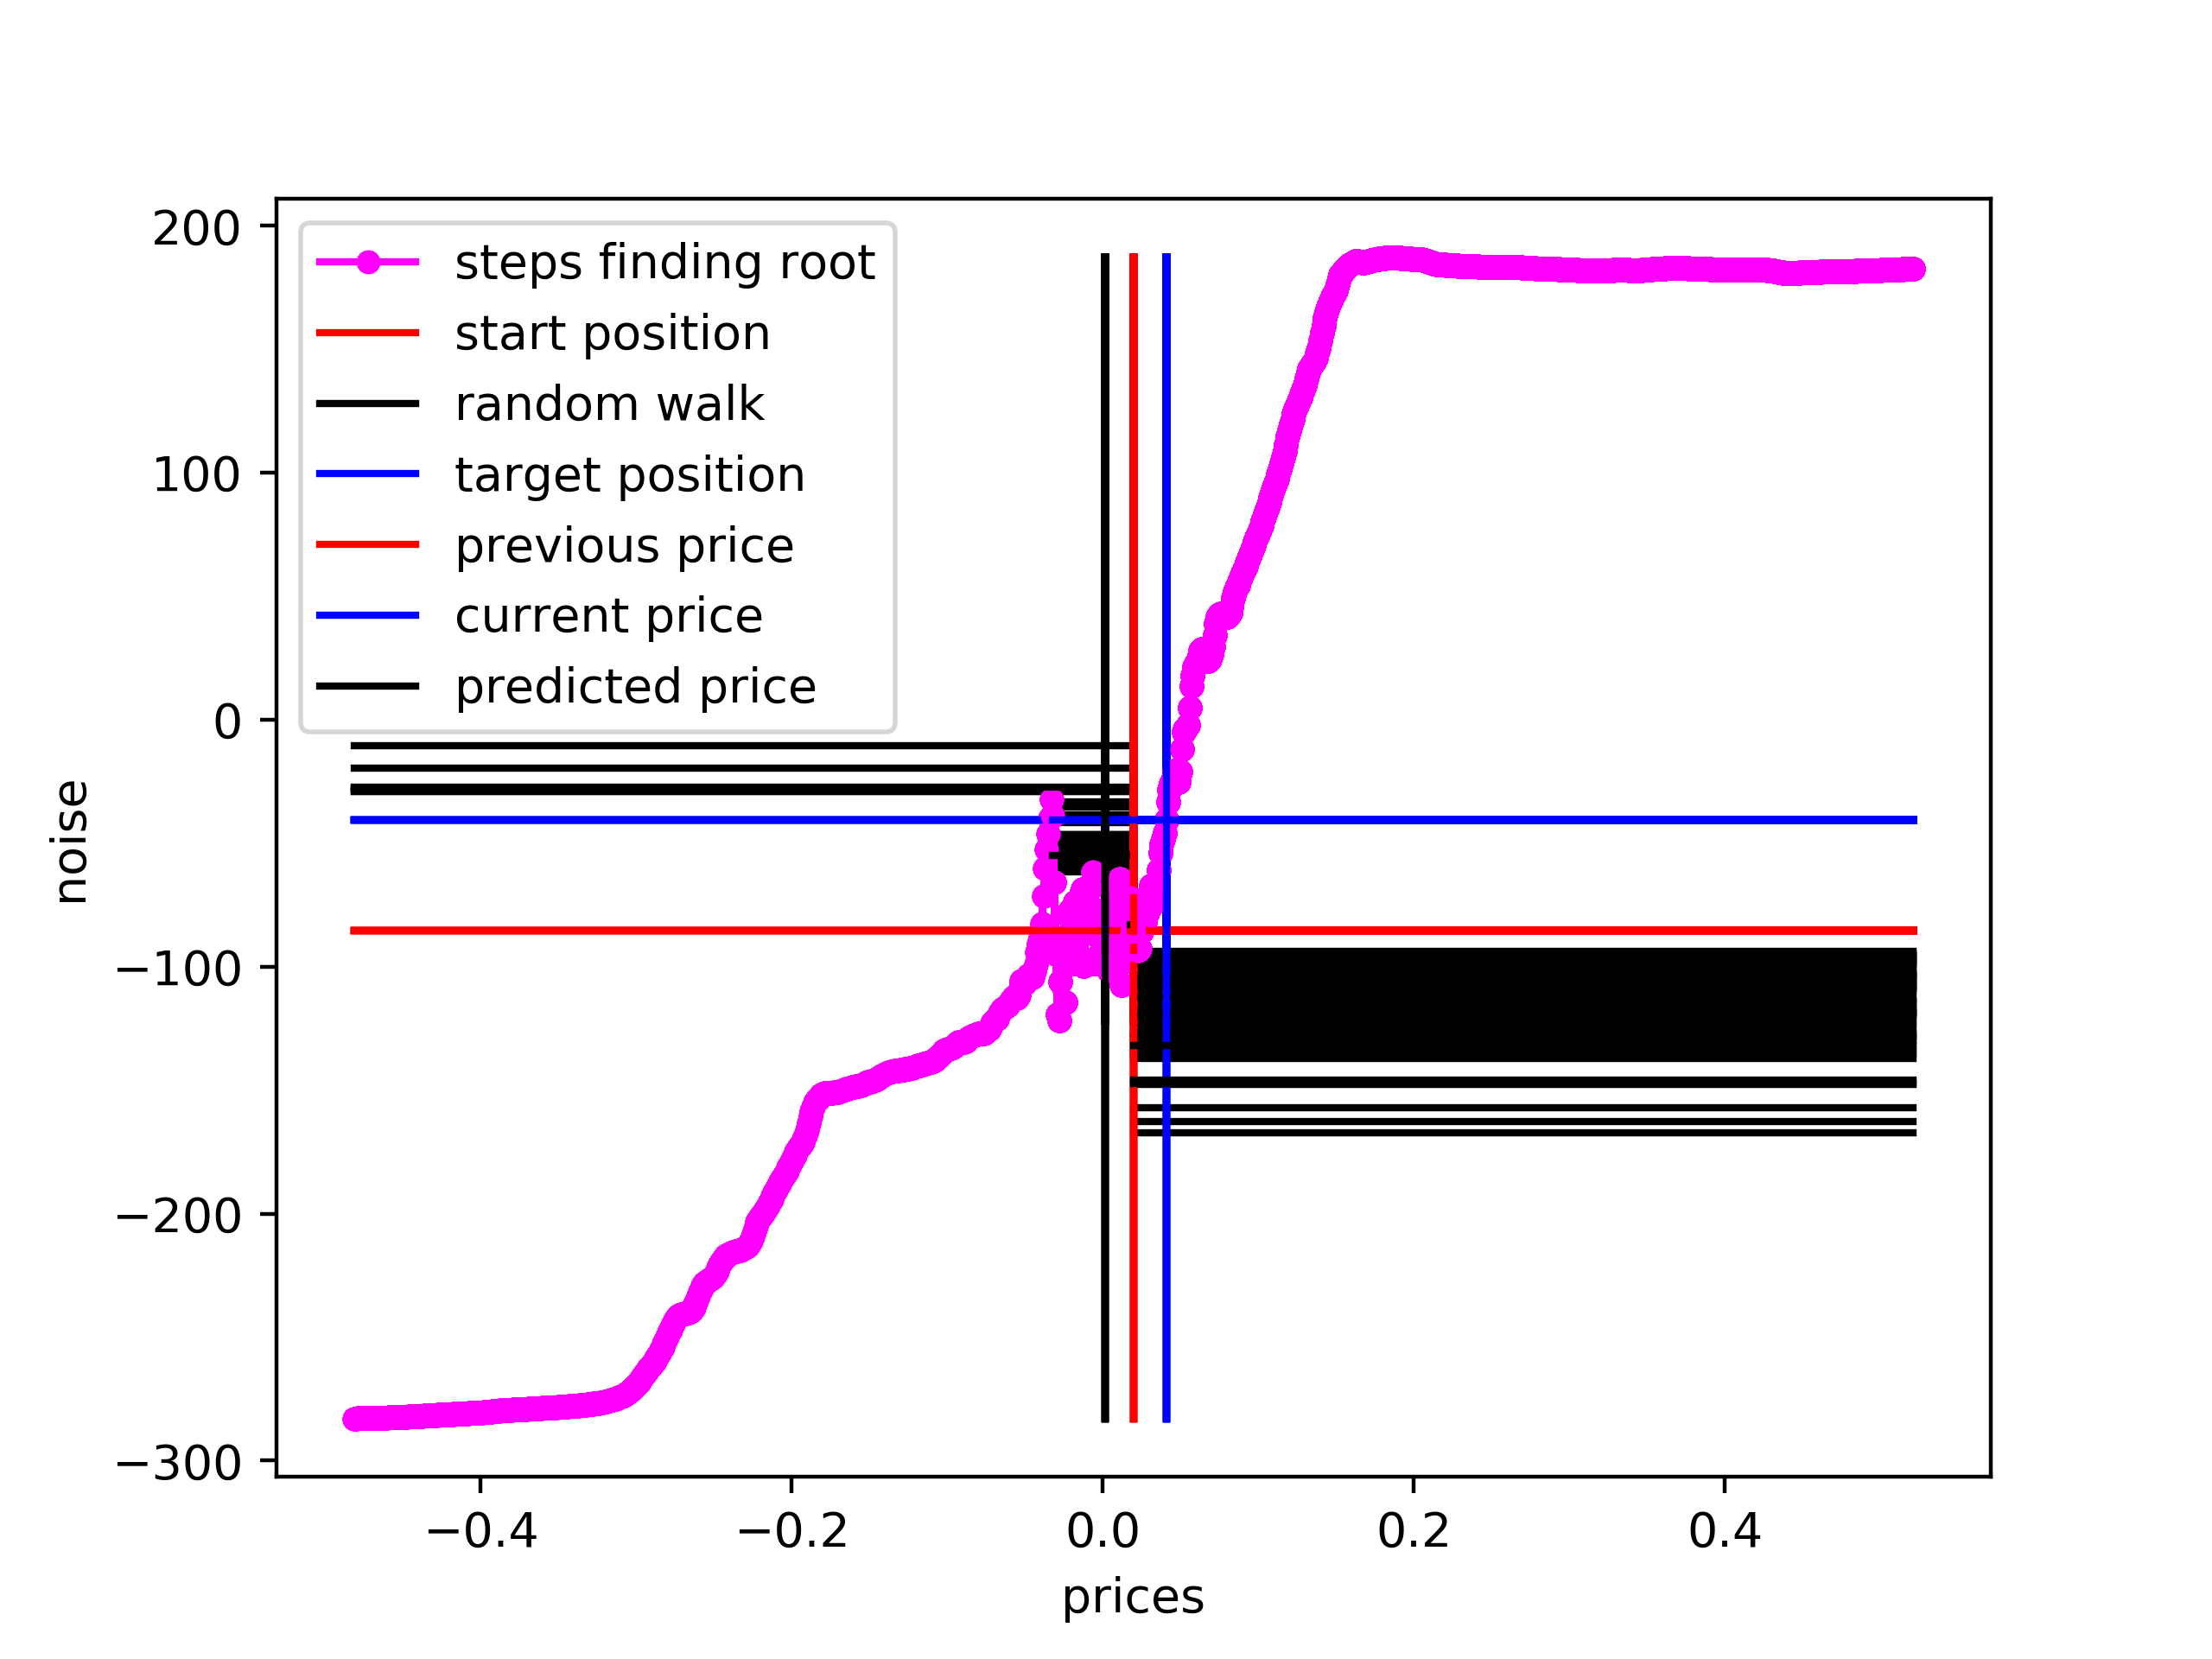 steps finding root
start position
random walk
target position
previous price
current price
predicted price
200
100
0
−100
−200
−300
noise
−0.4 −0.2 0.0 0.2 0.4
prices